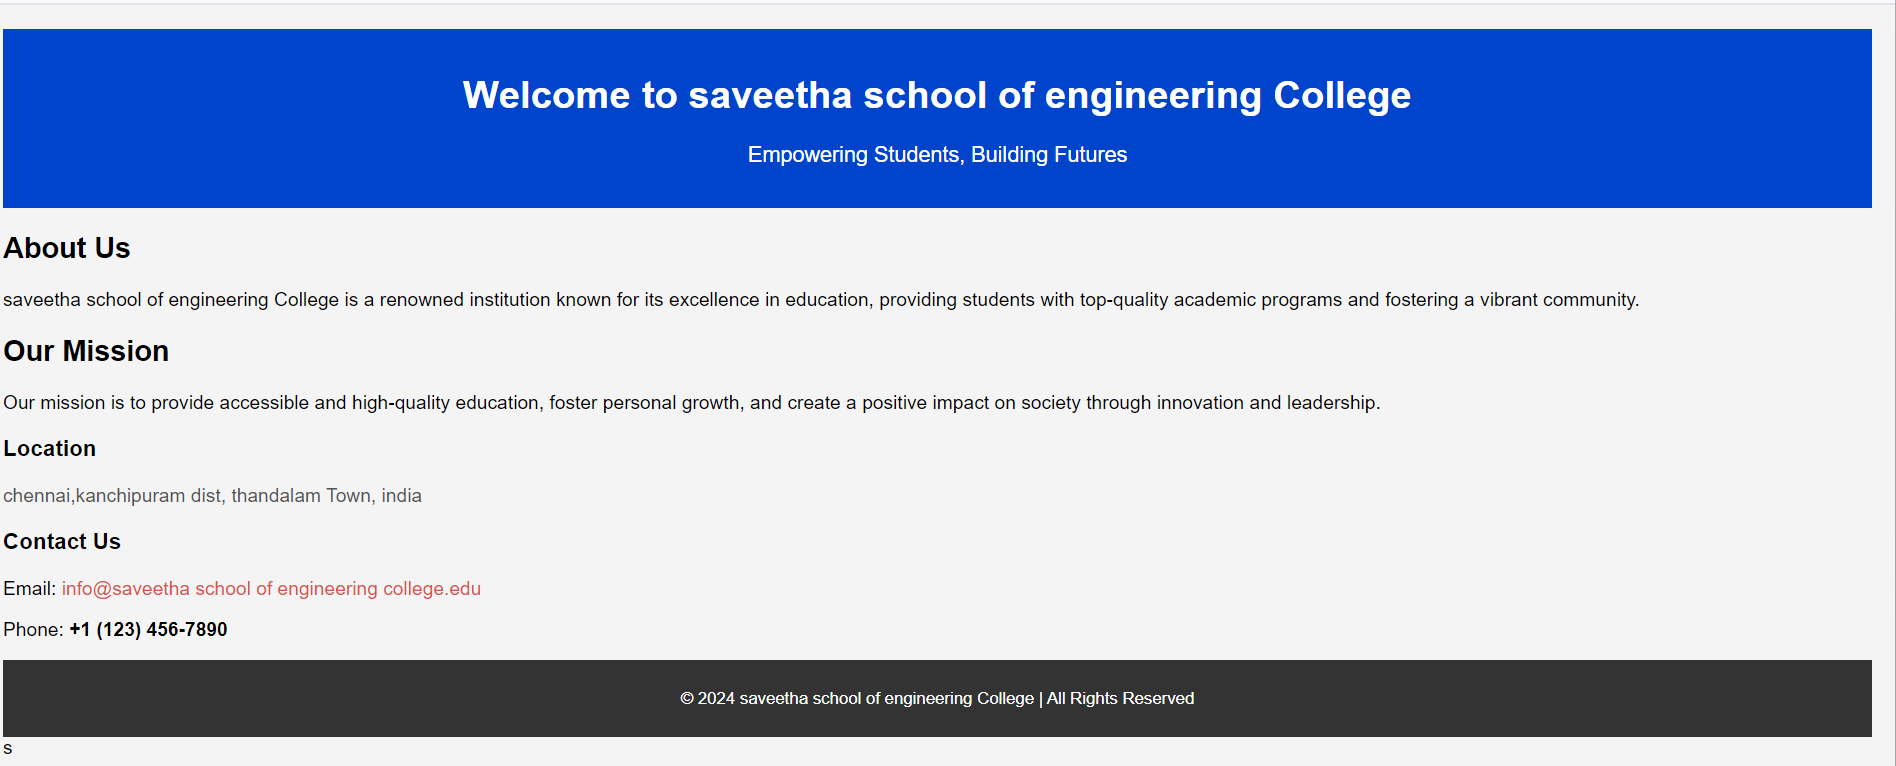 Welcome to saveetha school of engineering College
Empowering Students, Building Futures
About Us
saveetha school of engineering College is a renowned institution known for its excellence in education, providing students with top-quality academic programs and fostering a vibrant community.
Our Mission
Our mission is to provide accessible and high-quality education, foster personal growth, and create a positive impact on society through innovation and leadership.
Location
chennai,kanchipuram dist, thandalam Town, india
Contact Us
Email: info@saveetha school of engineering college.edu
Phone: +1 (123) 456-7890
© 2024 saveetha school of engineering College | All Rights Reserved
s